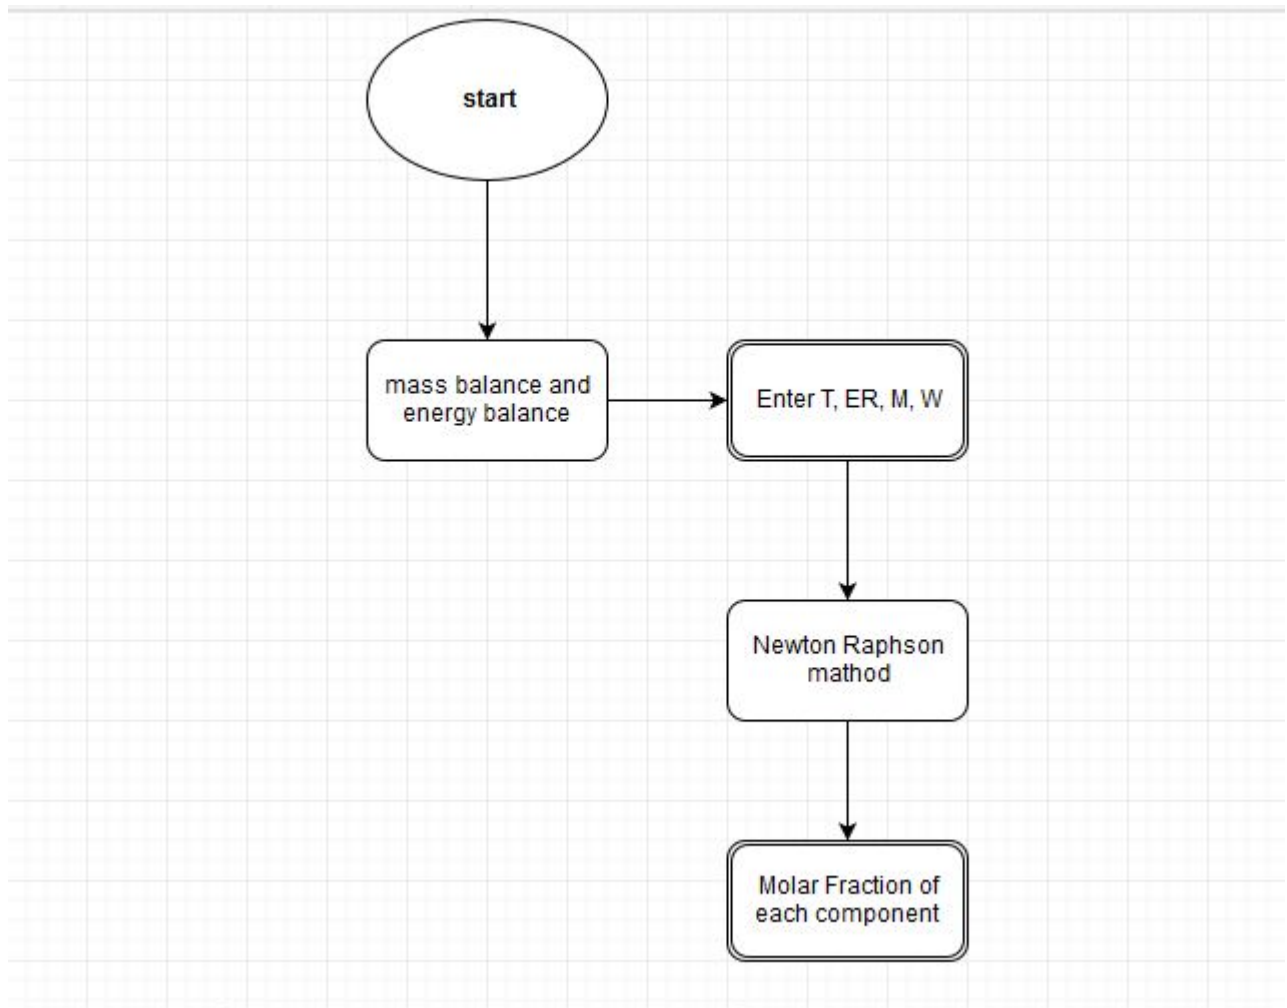 start
mass balance and
energy balance
Enter T, ER, M, W
Newton Raphson
mathod
Molar Fraction of
each component